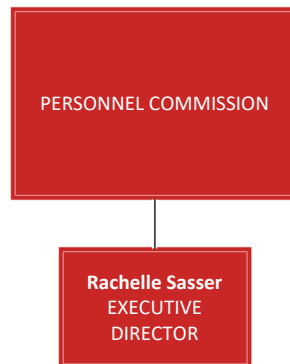 PERSONNEL COMMISSION
Rachelle Sasser
EXECUTIVE
DIRECTOR